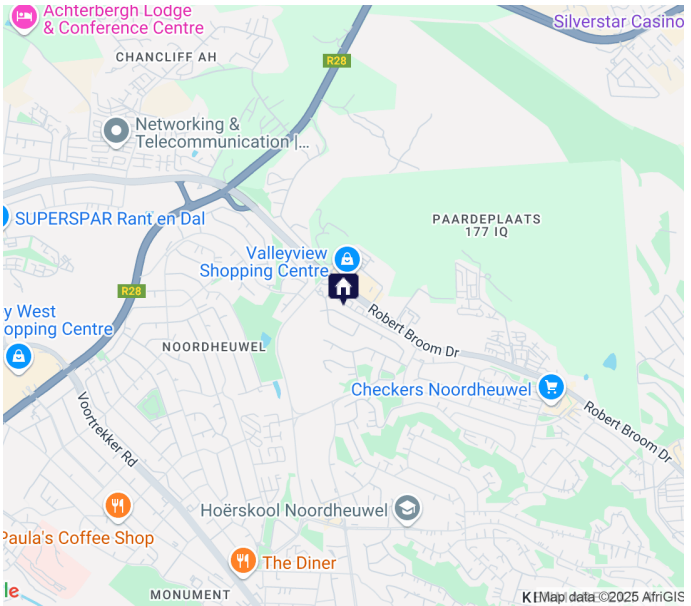 Achterbergh Lodge
& Conference Centre
Silverstar Casino
CHANCLIFF AH
R28
Networking &
Telecommunication |...
SUPERSPAR Rant en Dal
PAARDEPLAATS
177 IQ
Valleyview
Shopping Centre
R28
y West
opping Centre
Robert Broom Dr
NOORDHEUWEL
Checkers Noordheuwel
Voortrekker Rd
Robert Broom Dr
Hoërskool Noordheuwel
Paula's Coffee Shop
The Diner
le
MONUMENT
Map data ©2025 AfriGIS